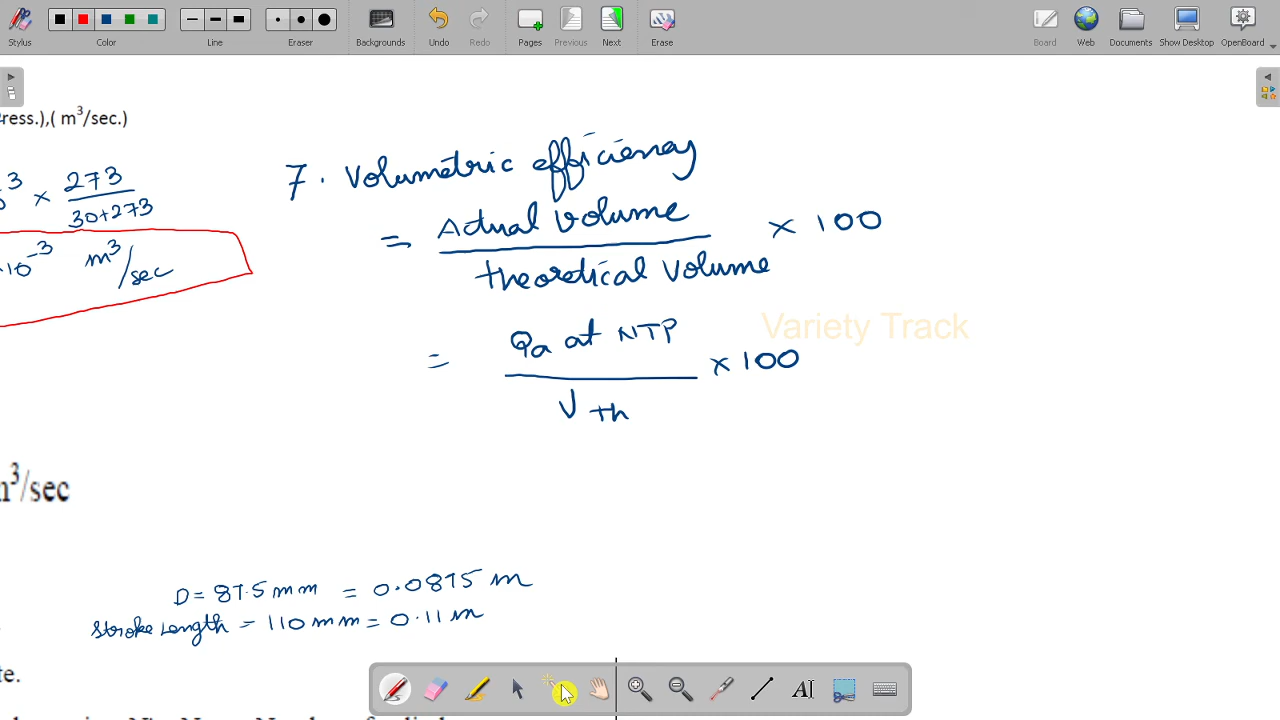 Stylus Color Line Eraser Backgrounds Undo Redo Pages Previous Next Erase Board Web Documents Show Desktop OpenBoard
ress.),( m³/sec.)
7. Volumetric efficiency
= Actual Volume / theoretical Volume × 100
= Qa at NTP / V Th × 100
3 × 273 / 30+273
10⁻³ m³/sec
Variety Track
m³/sec
D = 87.5 mm = 0.0875 m
Stroke Length = 110 mm = 0.11 m
te.